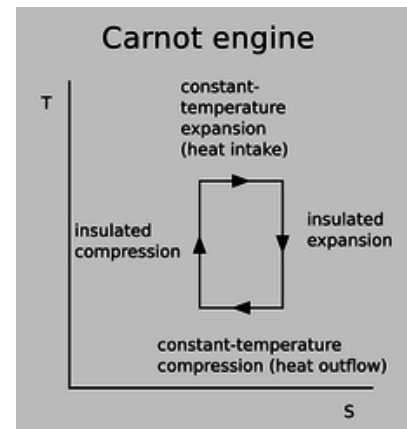 Carnot engine
T
constant-
temperature
expansion
(heat intake)
insulated
compression
insulated
expansion
constant-temperature
compression (heat outflow)
S